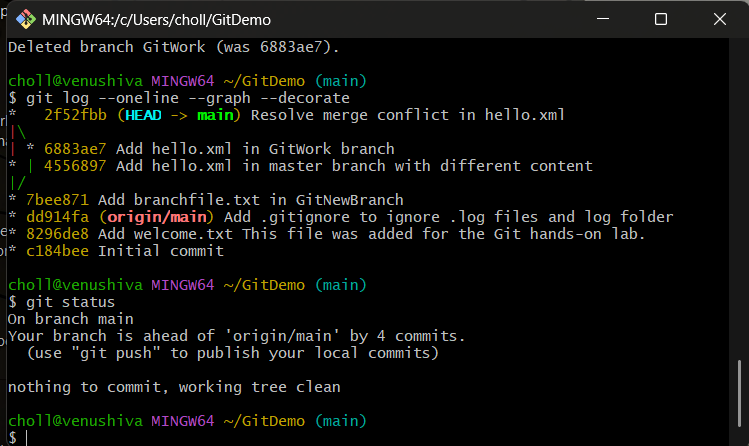 MINGW64:/c/Users/choll/GitDemo
Deleted branch GitWork (was 6883ae7).
choll@venushiva MINGW64 ~/GitDemo (main)
$ git log --oneline --graph --decorate
*   2f52fbb (HEAD -> main) Resolve merge conflict in hello.xml
|\
| * 6883ae7 Add hello.xml in GitWork branch
* | 4556897 Add hello.xml in master branch with different content
|/
* 7bee871 Add branchfile.txt in GitNewBranch
* dd914fa (origin/main) Add .gitignore to ignore .log files and log folder
* 8296de8 Add welcome.txt This file was added for the Git hands-on lab.
* c184bee Initial commit
choll@venushiva MINGW64 ~/GitDemo (main)
$ git status
On branch main
Your branch is ahead of 'origin/main' by 4 commits.
  (use "git push" to publish your local commits)
nothing to commit, working tree clean
choll@venushiva MINGW64 ~/GitDemo (main)
$